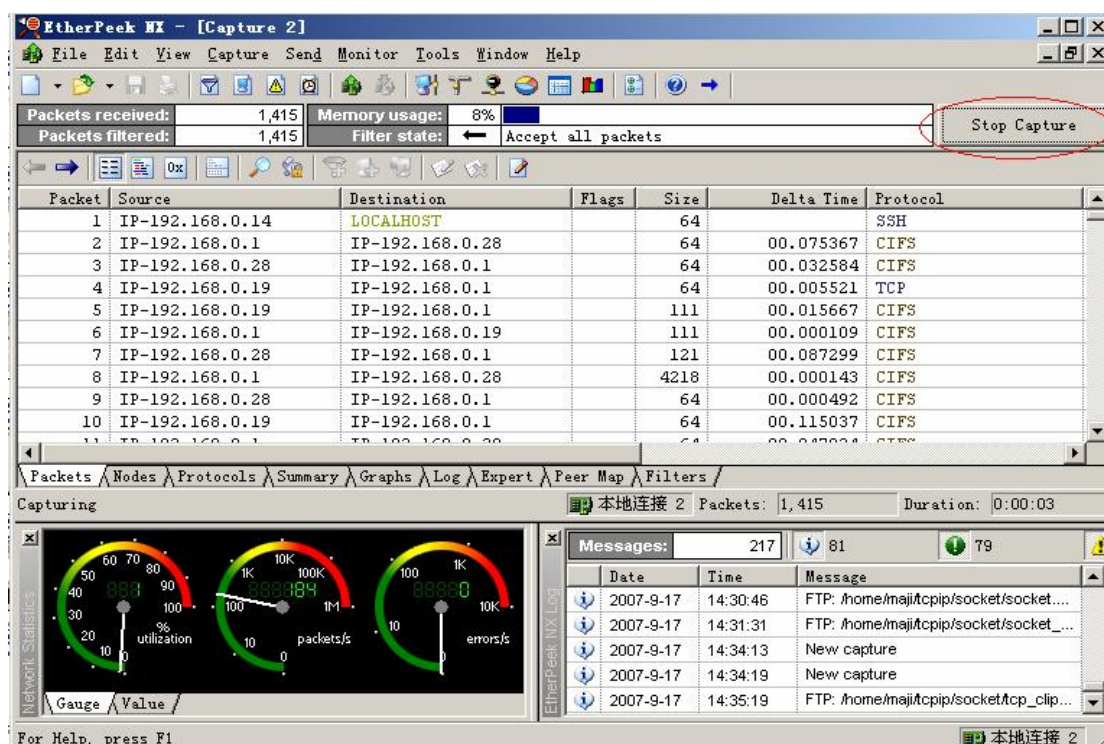 EtherPeek NX - [Capture 2]
File Edit View Capture Send Monitor Tools Window Help
Packets received: 1,415 Memory usage: 8%
Packets filtered: 1,415 Filter state: Accept all packets
Stop Capture
Packet Source Destination Flags Size Delta Time Protocol
1 IP-192.168.0.14 LOCALHOST 64 SSH
2 IP-192.168.0.1 IP-192.168.0.28 64 00.075367 CIFS
3 IP-192.168.0.28 IP-192.168.0.1 64 00.032584 CIFS
4 IP-192.168.0.19 IP-192.168.0.1 64 00.005521 TCP
5 IP-192.168.0.19 IP-192.168.0.1 111 00.015667 CIFS
6 IP-192.168.0.1 IP-192.168.0.19 111 00.000109 CIFS
7 IP-192.168.0.28 IP-192.168.0.1 121 00.087299 CIFS
8 IP-192.168.0.1 IP-192.168.0.28 4218 00.000143 CIFS
9 IP-192.168.0.28 IP-192.168.0.1 64 00.000492 CIFS
10 IP-192.168.0.19 IP-192.168.0.1 64 00.115037 CIFS
Packets Nodes Protocols Summary Graphs Log Expert Peer Map Filters
Capturing 本地连接 2 Packets: 1,415 Duration: 0:00:03
Network Statistics
0 10 20 30 40 50 60 70 80 90 100
% utilization
0 10 100 1K 10K 100K 1M
84
packets/s
0 10 100 1K 10K
0
errors/s
Gauge Value
EtherPeek NX Log
Messages: 217 81 79
Date Time Message
2007-9-17 14:30:46 FTP: /home/maji/tcpip/socket/socket....
2007-9-17 14:31:31 FTP: /home/maji/tcpip/socket/socket_...
2007-9-17 14:34:13 New capture
2007-9-17 14:34:19 New capture
2007-9-17 14:35:19 FTP: /home/maji/tcpip/socket/tcp_clip...
For Help, press F1 本地连接 2